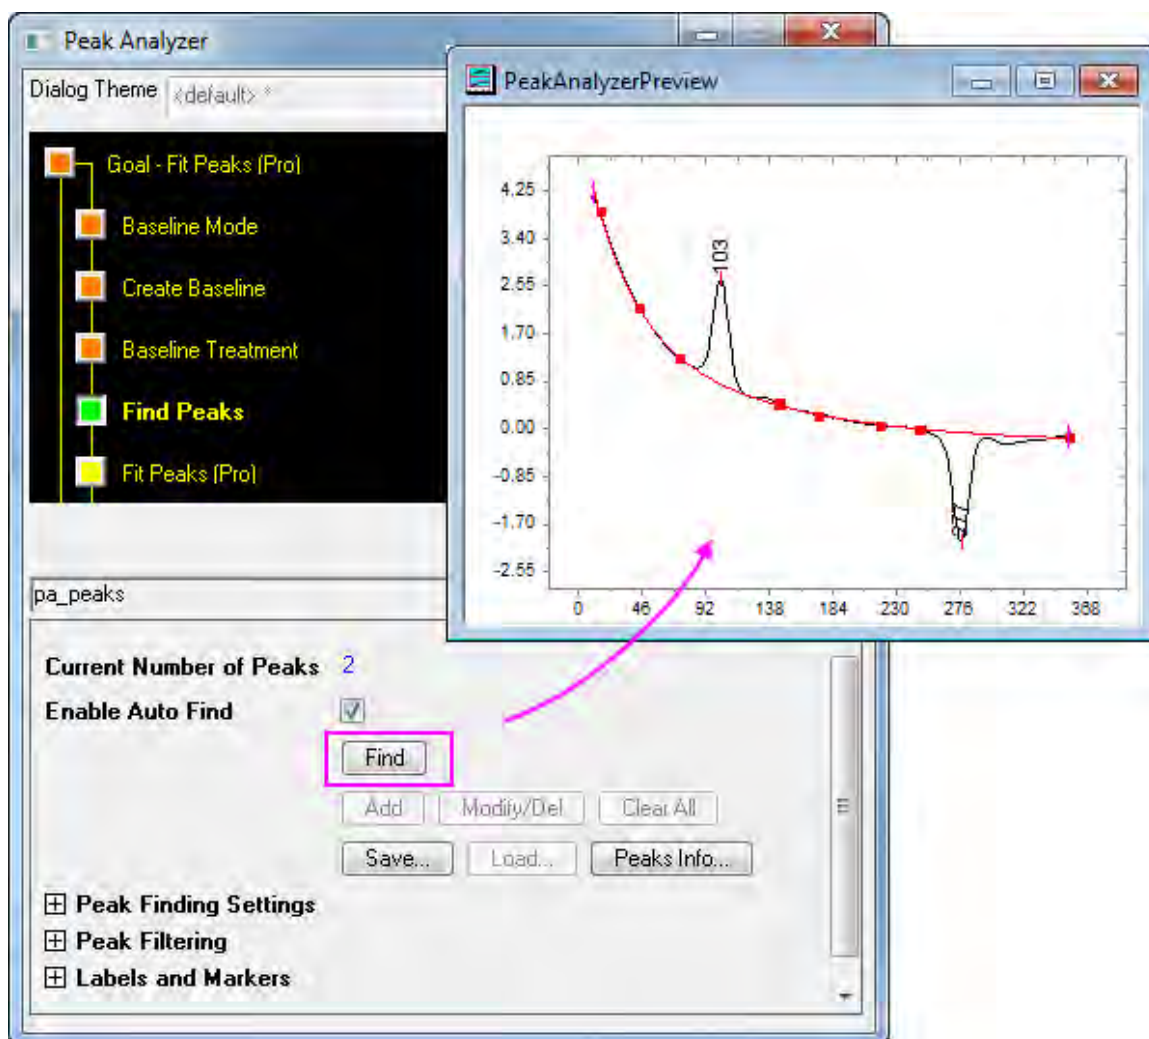 Peak Analyzer
Dialog Theme <default> *
Goal - Fit Peaks (Pro)
Baseline Mode
Create Baseline
Baseline Treatment
Find Peaks
Fit Peaks (Pro)
pa_peaks
Current Number of Peaks 2
Enable Auto Find
Find
Add Modify/Del Clear All
Save... Load... Peaks Info...
Peak Finding Settings
Peak Filtering
Labels and Markers
PeakAnalyzerPreview
4.25
3.40
2.55
1.70
0.85
0.00
-0.85
-1.70
-2.55
103
0 46 92 138 184 230 276 322 368